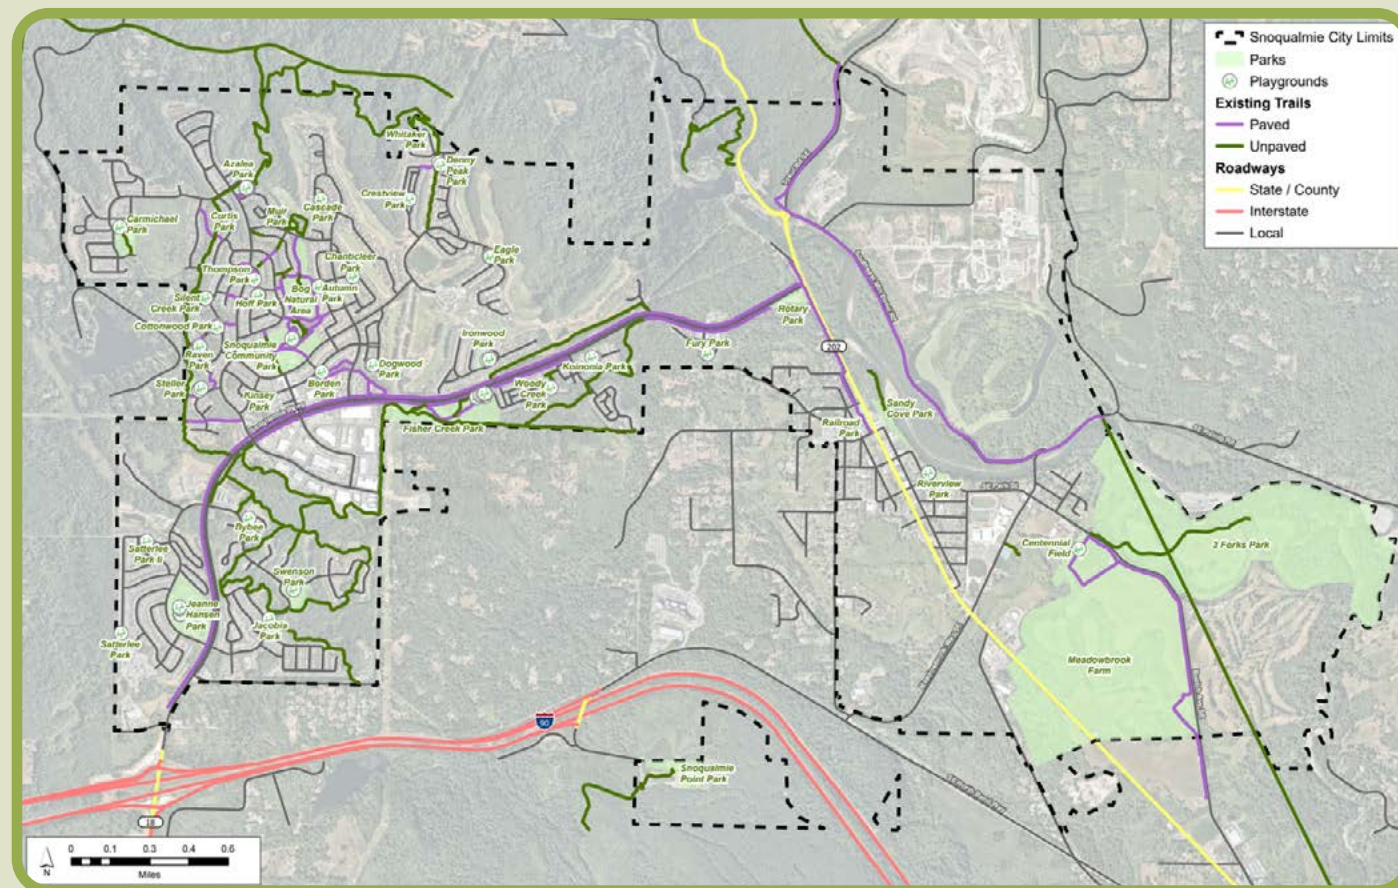 Snoqualmie City Limits
Parks
Playgrounds
Existing Trails
Paved
Unpaved
Roadways
State / County
Interstate
Local
Whitaker
Park
Azalea
Park
Denny
Peak
Park
Crestview
Park
Cascade
Park
Muir
Park
Curtis
Park
Carmichael
Park
Eagle
Park
Chanticleer
Park
Thompson
Park
Bog
Natural
Area
Autumn
Park
Hoff Park
Silent
Creek Park
Cottonwood Park
Rotary
Park
Ironwood
Park
Snoqualmie
Community
Park
Raven
Park
Fury Park
Koinonia Park
Dogwood
Park
202
Steller
Park
Borden
Park
Woody
Creek
Park
Kinsey
Park
Sandy
Cove Park
Fisher Creek Park
Railroad
Park
Riverview
Park
Bybee
Park
Centennial
Field
3 Forks Park
Satterlee
Park II
Swenson
Park
Jeanne
Hansen
Park
Jacobia
Park
Satterlee
Park
Meadowbrook
Farm
90
Snoqualmie
Point Park
18
0 0.1 0.3 0.4 0.6
Miles
N